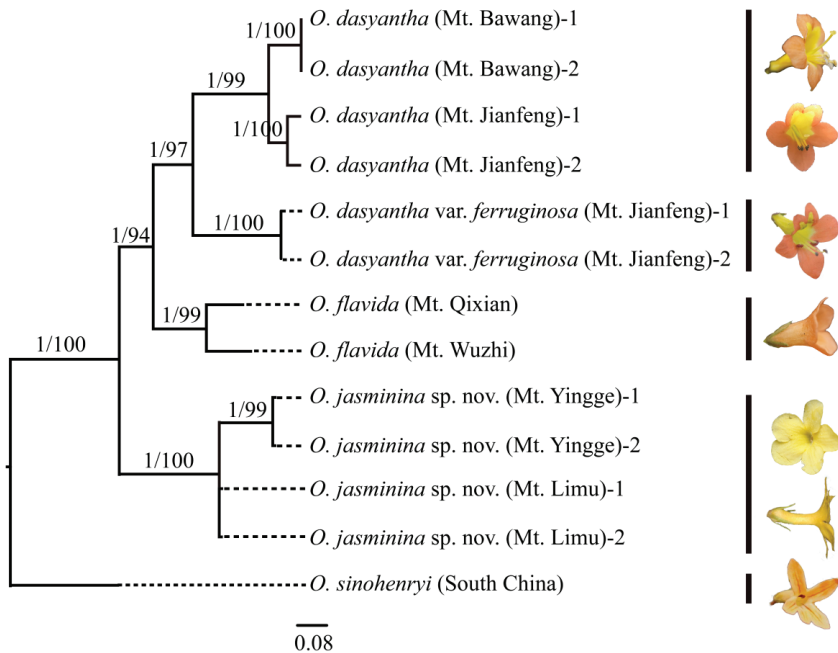 1/100
O. dasyantha (Mt. Bawang)-1
O. dasyantha (Mt. Bawang)-2
1/99
O. dasyantha (Mt. Jianfeng)-1
1/100
O. dasyantha (Mt. Jianfeng)-2
1/97
1/100
O. dasyantha var. ferruginosa (Mt. Jianfeng)-1
1/94
O. dasyantha var. ferruginosa (Mt. Jianfeng)-2
O. flavida (Mt. Qixian)
1/99
1/100
O. flavida (Mt. Wuzhi)
O. jasminina sp. nov. (Mt. Yingge)-1
1/99
O. jasminina sp. nov. (Mt. Yingge)-2
1/100
O. jasminina sp. nov. (Mt. Limu)-1
O. jasminina sp. nov. (Mt. Limu)-2
O. sinohenryi (South China)
0.08